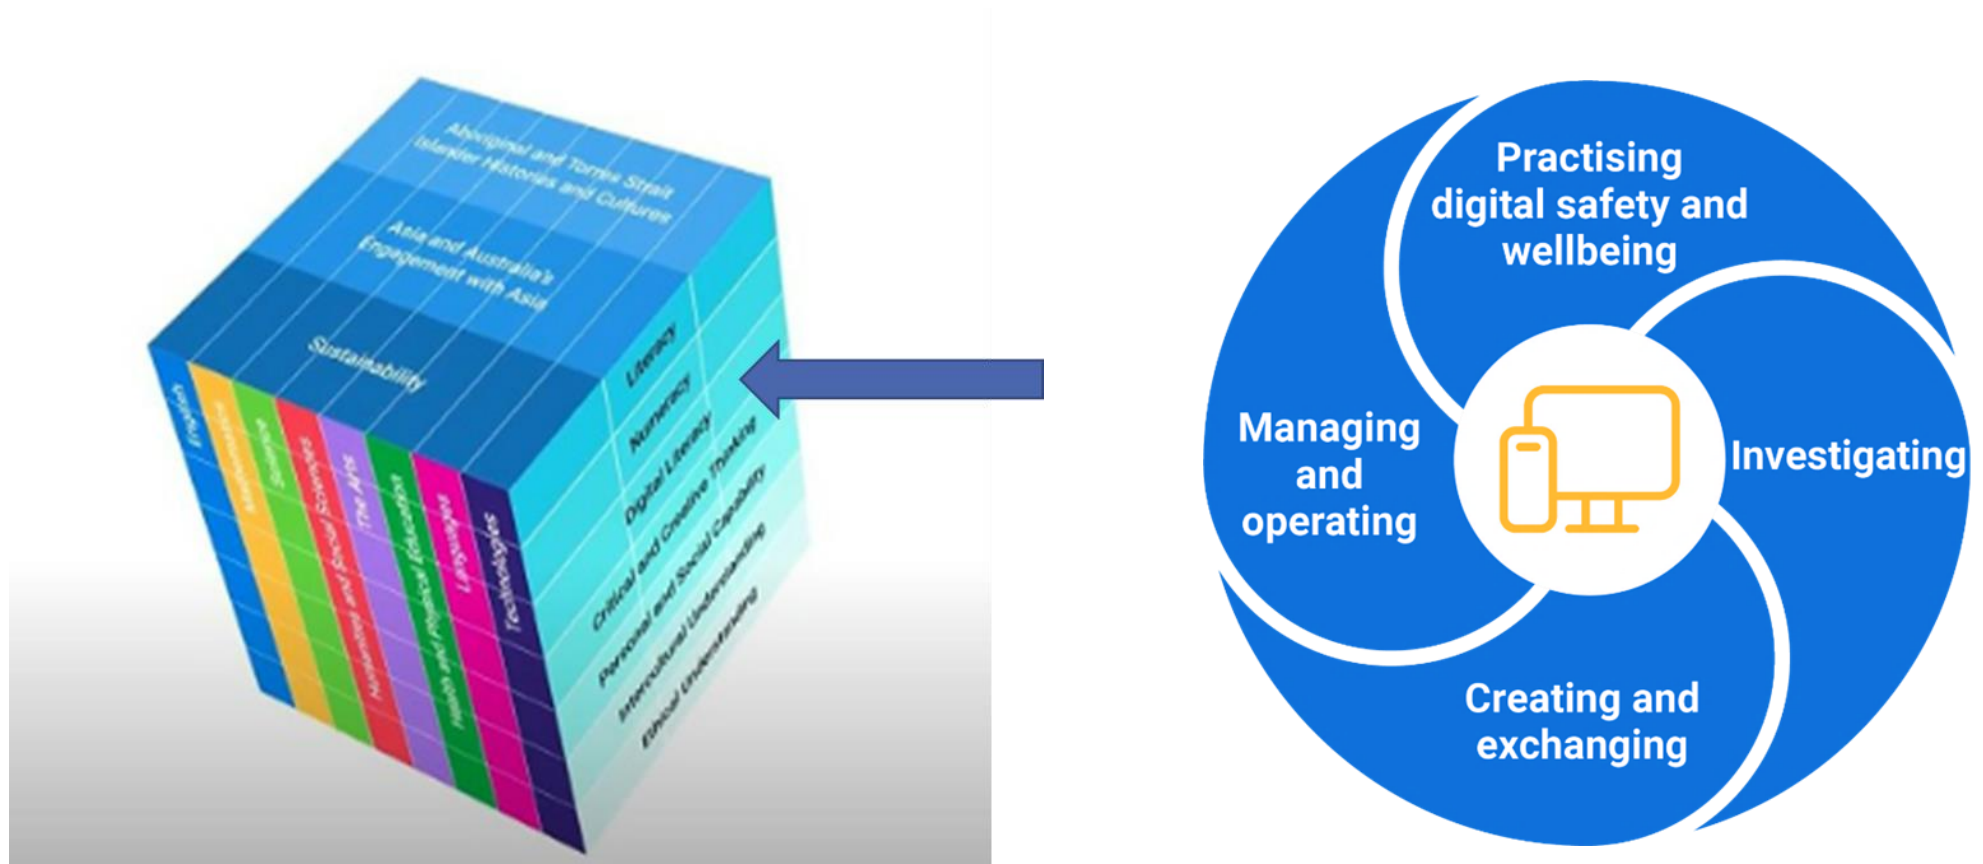 Aboriginal and Torres Strait
Islander Histories and Cultures
Asia and Australia's
Engagement with Asia
Sustainability
English
Mathematics
Science
Humanities and Social Sciences
The Arts
Health and Physical Education
Languages
Technologies
Literacy
Numeracy
Digital Literacy
Critical and Creative Thinking
Personal and Social Capability
Intercultural Understanding
Ethical Understanding
Practising
digital safety and
wellbeing
Managing
and
operating
Investigating
Creating and
exchanging